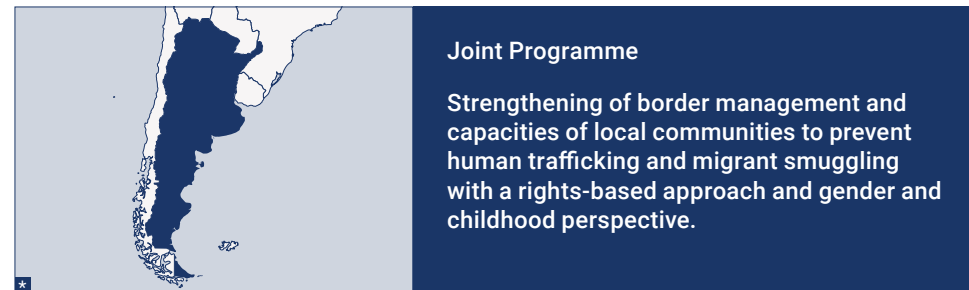 Joint Programme
Strengthening of border management and
capacities of local communities to prevent
human trafficking and migrant smuggling
with a rights-based approach and gender and
childhood perspective.
*